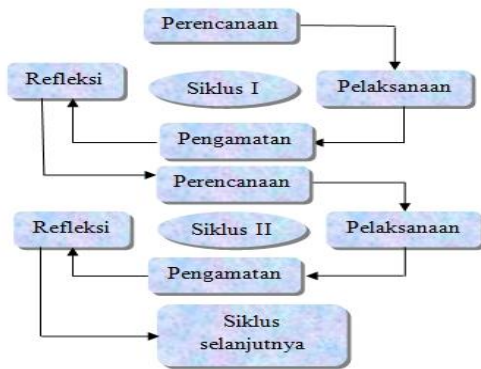 Perencanaan
Refleksi
Siklus I
Pelaksanaan
Pengamatan
Perencanaan
Refleksi
Siklus II
Pelaksanaan
Pengamatan
Siklus
selanjutnya